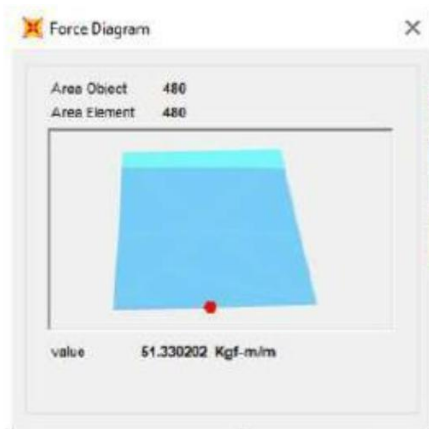 Force Diagram
Area Object 480
Area Element 480
value 51.330202 Kgf-m/m